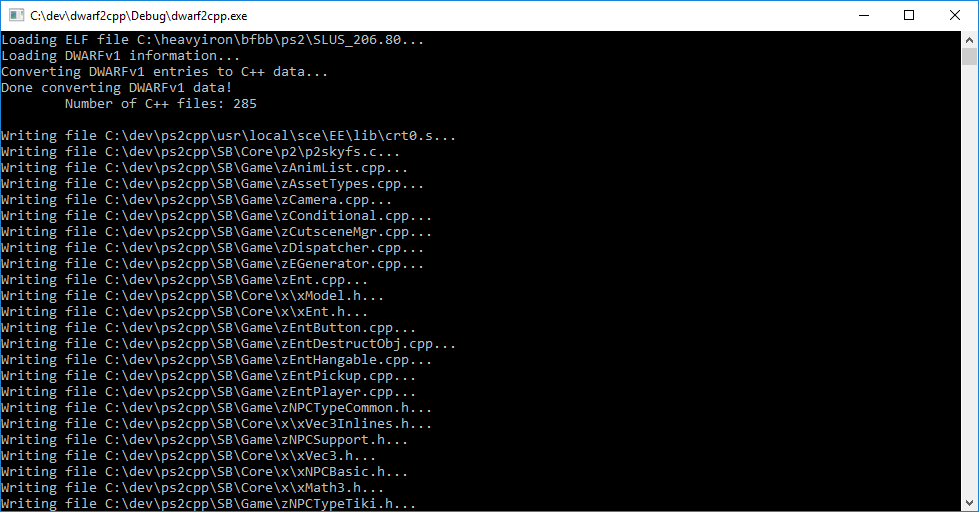 C:\dev\dwarf2cpp\Debug\dwarf2cpp.exe
Loading ELF file C:\heavyiron\bfbb\ps2\SLUS_206.80...
Loading DWARFv1 information...
Converting DWARFv1 entries to C++ data...
Done converting DWARFv1 data!
Number of C++ files: 285
Writing file C:\dev\ps2cpp\usr\local\sce\EE\lib\crt0.s...
Writing file C:\dev\ps2cpp\SB\Core\p2\p2skyfs.c...
Writing file C:\dev\ps2cpp\SB\Game\zAnimList.cpp...
Writing file C:\dev\ps2cpp\SB\Game\zAssetTypes.cpp...
Writing file C:\dev\ps2cpp\SB\Game\zCamera.cpp...
Writing file C:\dev\ps2cpp\SB\Game\zConditional.cpp...
Writing file C:\dev\ps2cpp\SB\Game\zCutsceneMgr.cpp...
Writing file C:\dev\ps2cpp\SB\Game\zDispatcher.cpp...
Writing file C:\dev\ps2cpp\SB\Game\zEGenerator.cpp...
Writing file C:\dev\ps2cpp\SB\Game\zEnt.cpp...
Writing file C:\dev\ps2cpp\SB\Core\x\xModel.h...
Writing file C:\dev\ps2cpp\SB\Core\x\xEnt.h...
Writing file C:\dev\ps2cpp\SB\Game\zEntButton.cpp...
Writing file C:\dev\ps2cpp\SB\Game\zEntDestructObj.cpp...
Writing file C:\dev\ps2cpp\SB\Game\zEntHangable.cpp...
Writing file C:\dev\ps2cpp\SB\Game\zEntPickup.cpp...
Writing file C:\dev\ps2cpp\SB\Game\zEntPlayer.cpp...
Writing file C:\dev\ps2cpp\SB\Game\zNPCTypeCommon.h...
Writing file C:\dev\ps2cpp\SB\Core\x\xVec3Inlines.h...
Writing file C:\dev\ps2cpp\SB\Game\zNPCSupport.h...
Writing file C:\dev\ps2cpp\SB\Core\x\xVec3.h...
Writing file C:\dev\ps2cpp\SB\Core\x\xNPCBasic.h...
Writing file C:\dev\ps2cpp\SB\Core\x\xMath3.h...
Writing file C:\dev\ps2cpp\SB\Game\zNPCTypeTiki.h...